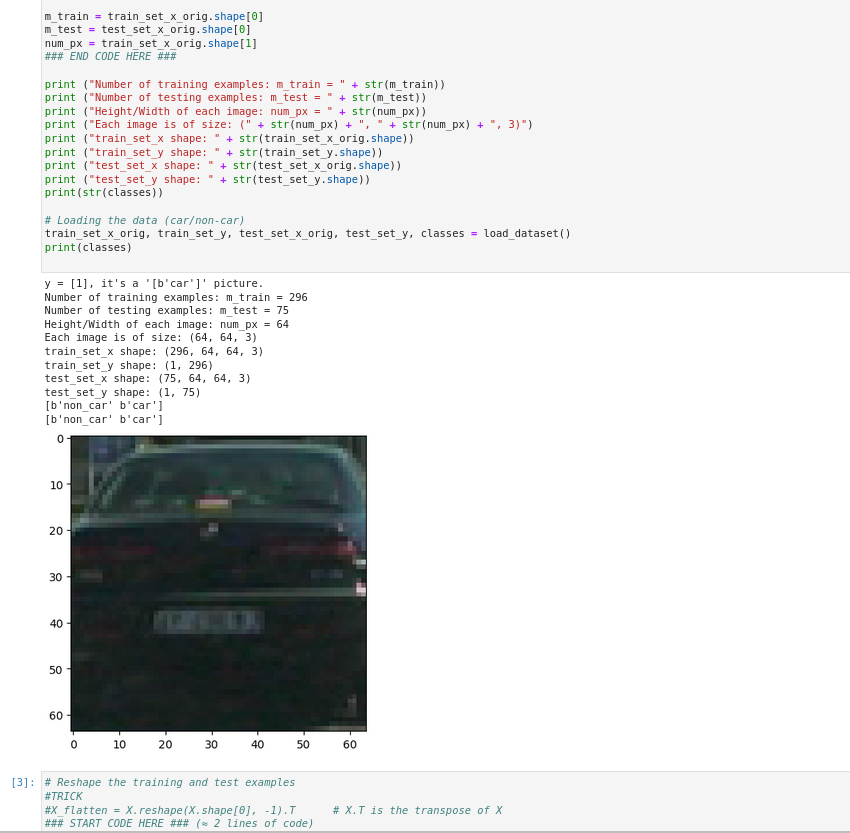 m_train = train_set_x_orig.shape[0]
m_test = test_set_x_orig.shape[0]
num_px = train_set_x_orig.shape[1]
### END CODE HERE ###
print ("Number of training examples: m_train = " + str(m_train))
print ("Number of testing examples: m_test = " + str(m_test))
print ("Height/Width of each image: num_px = " + str(num_px))
print ("Each image is of size: (" + str(num_px) + ", " + str(num_px) + ", 3)")
print ("train_set_x shape: " + str(train_set_x_orig.shape))
print ("train_set_y shape: " + str(train_set_y.shape))
print ("test_set_x shape: " + str(test_set_x_orig.shape))
print ("test_set_y shape: " + str(test_set_y.shape))
print(str(classes))
# Loading the data (car/non-car)
train_set_x_orig, train_set_y, test_set_x_orig, test_set_y, classes = load_dataset()
print(classes)
y = [1], it's a '[b'car']' picture.
Number of training examples: m_train = 296
Number of testing examples: m_test = 75
Height/Width of each image: num_px = 64
Each image is of size: (64, 64, 3)
train_set_x shape: (296, 64, 64, 3)
train_set_y shape: (1, 296)
test_set_x shape: (75, 64, 64, 3)
test_set_y shape: (1, 75)
[b'non_car' b'car']
[b'non_car' b'car']
0
10
20
30
40
50
60
0 10 20 30 40 50 60
[3]: # Reshape the training and test examples
#TRICK
#X_flatten = X.reshape(X.shape[0], -1).T # X.T is the transpose of X
### START CODE HERE ### (≈ 2 lines of code)